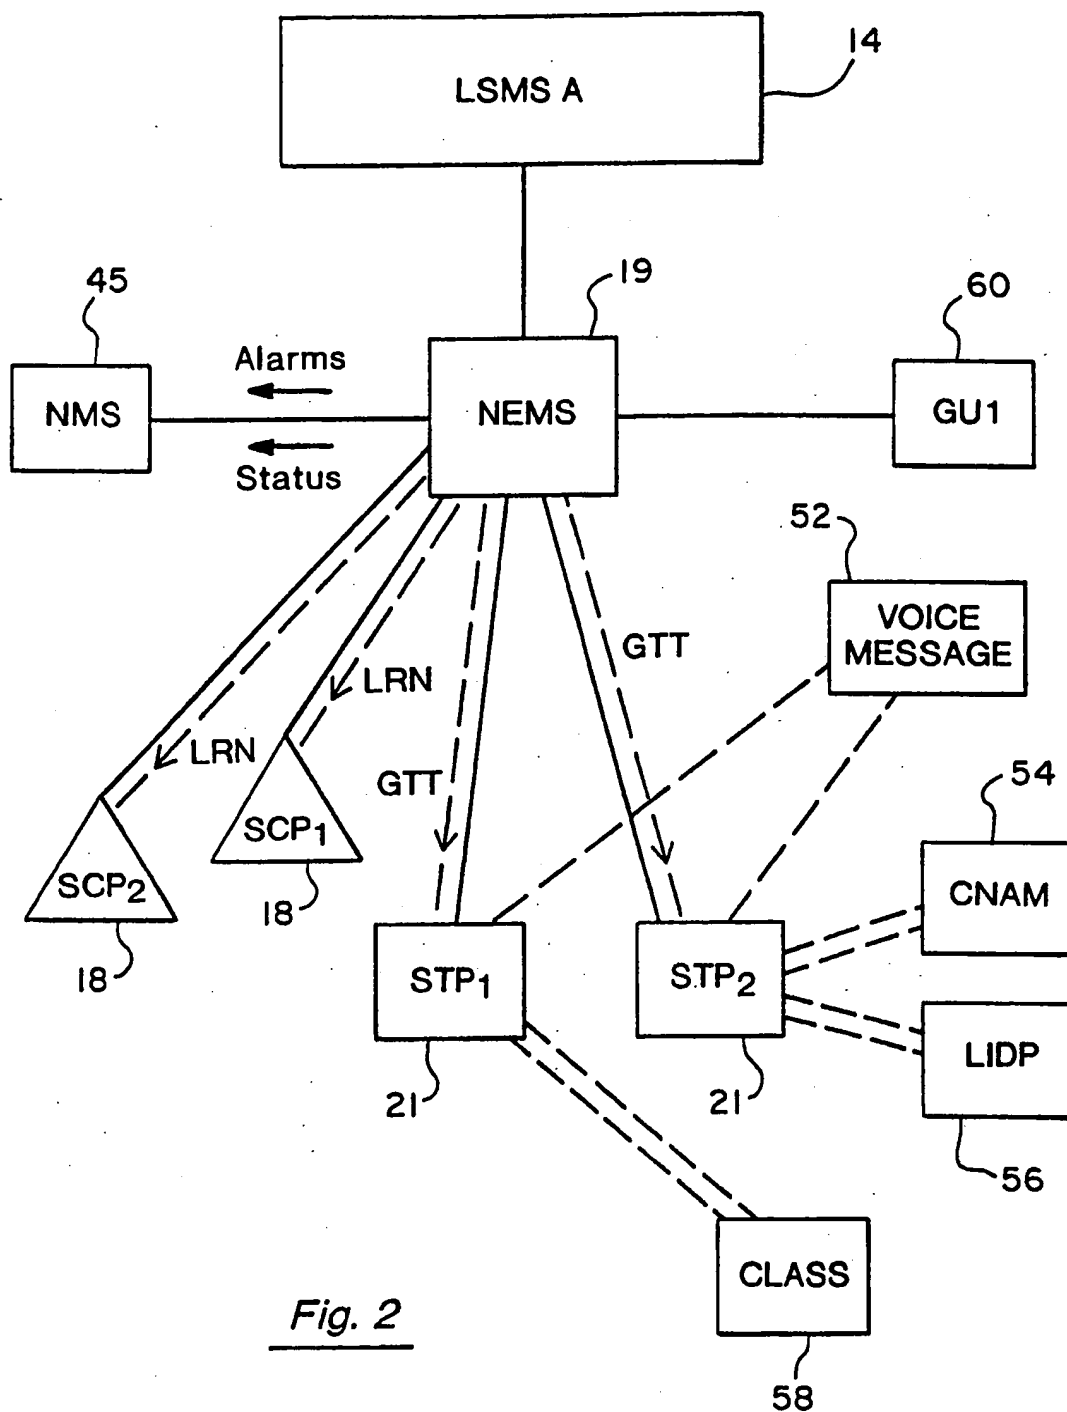 14
LSMS A
45
19
60
Alarms
NMS
NEMS
GU1
Status
52
VOICE
MESSAGE
GTT
LRN
LRN
GTT
54
SCP1
SCP2
CNAM
18
18
STP1
STP2
LIDP
21
21
56
CLASS
Fig. 2
58